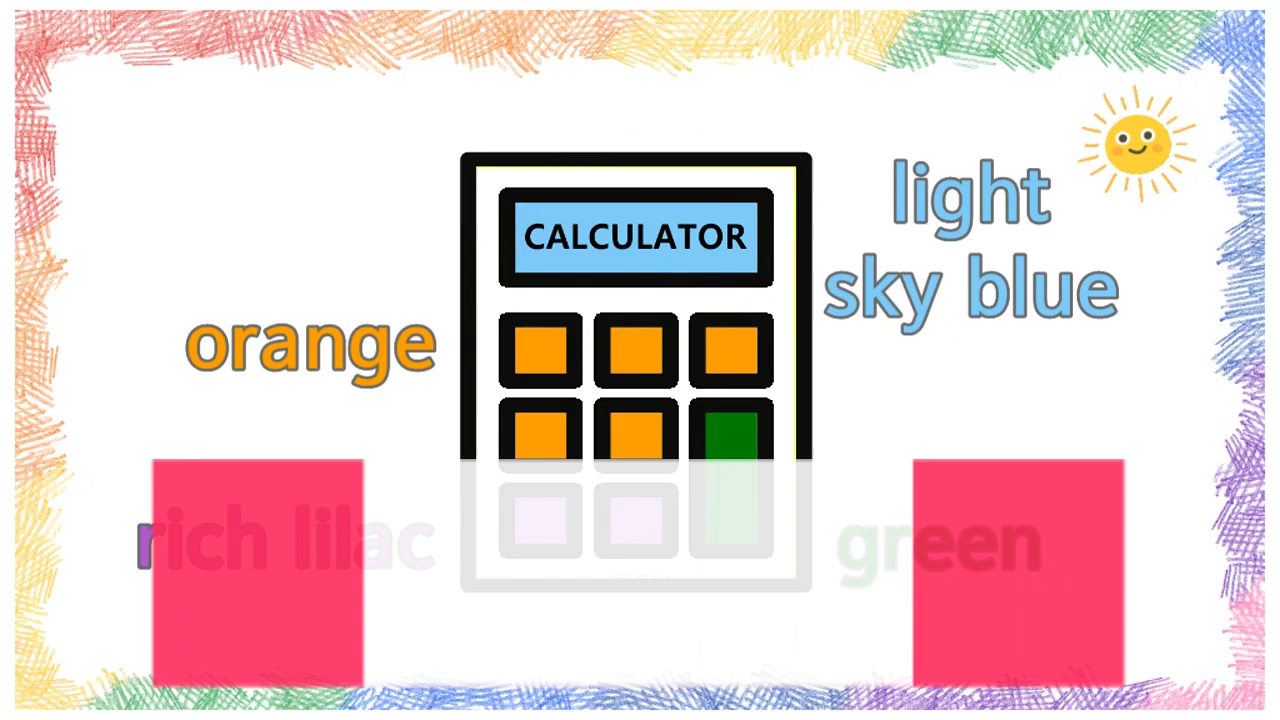 CALCULATOR
light
sky blue
orange
rich lilac
green